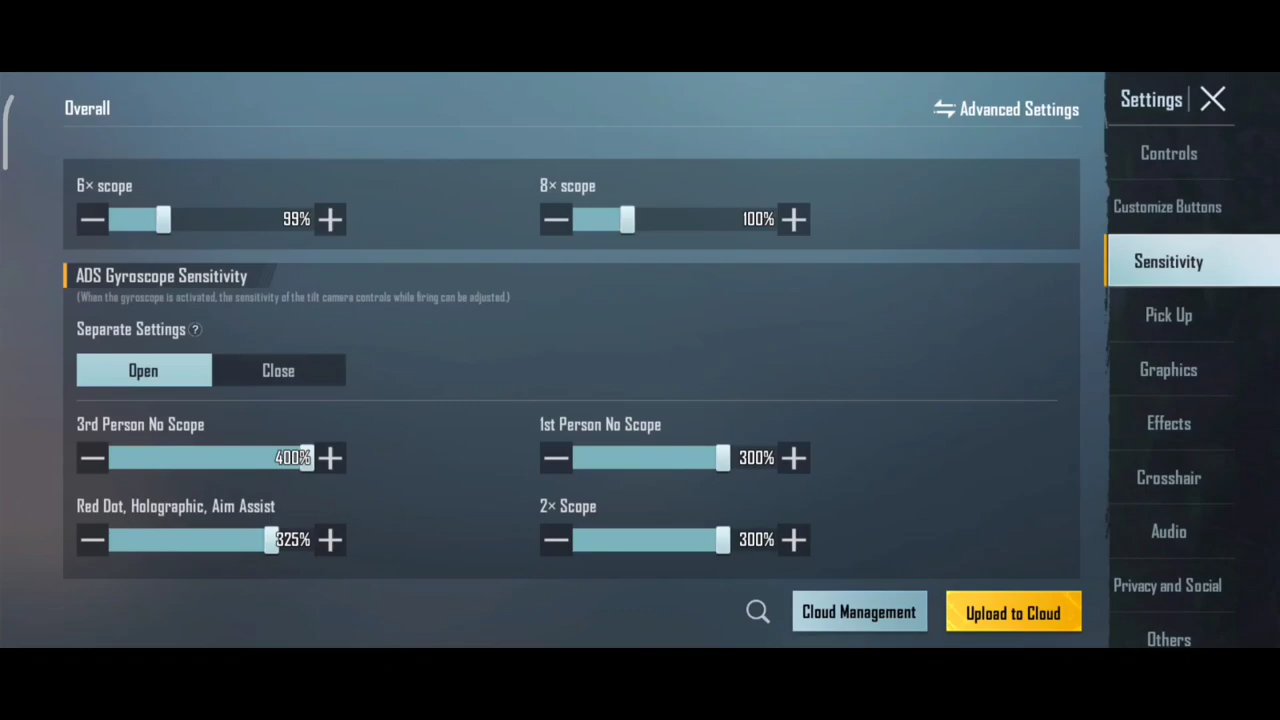 Overall
Advanced Settings
6× scope
8× scope
99%
100%
ADS Gyroscope Sensitivity
(When the gyroscope is activated, the sensitivity of the tilt camera controls while firing can be adjusted.)
Separate Settings ?
Open Close
3rd Person No Scope
1st Person No Scope
400%
300%
Red Dot, Holographic, Aim Assist
2× Scope
325%
300%
Cloud Management
Upload to Cloud
Settings
Controls
Customize Buttons
Sensitivity
Pick Up
Graphics
Effects
Crosshair
Audio
Privacy and Social
Others